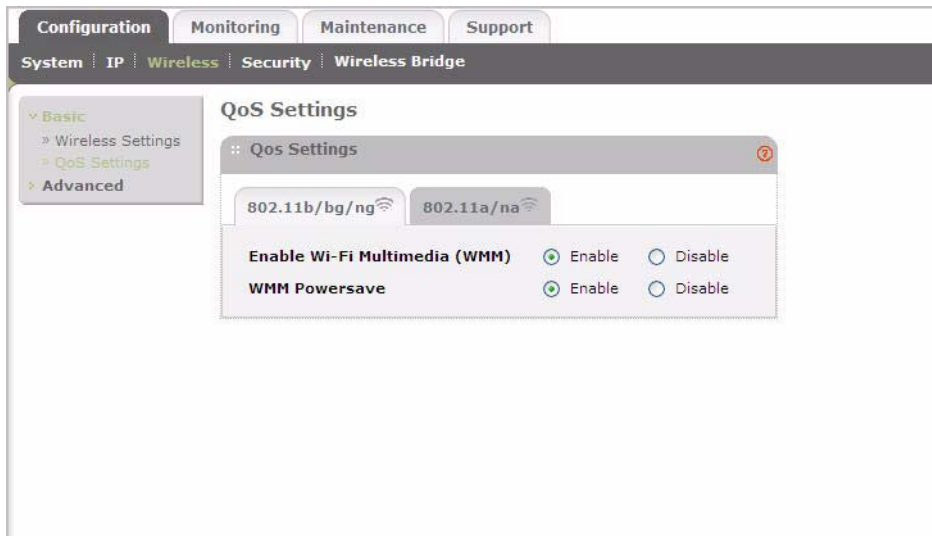 Configuration Monitoring Maintenance Support
System IP Wireless Security Wireless Bridge
Basic
Wireless Settings
QoS Settings
Advanced
QoS Settings
Qos Settings
802.11b/bg/ng 802.11a/na
Enable Wi-Fi Multimedia (WMM) Enable Disable
WMM Powersave Enable Disable